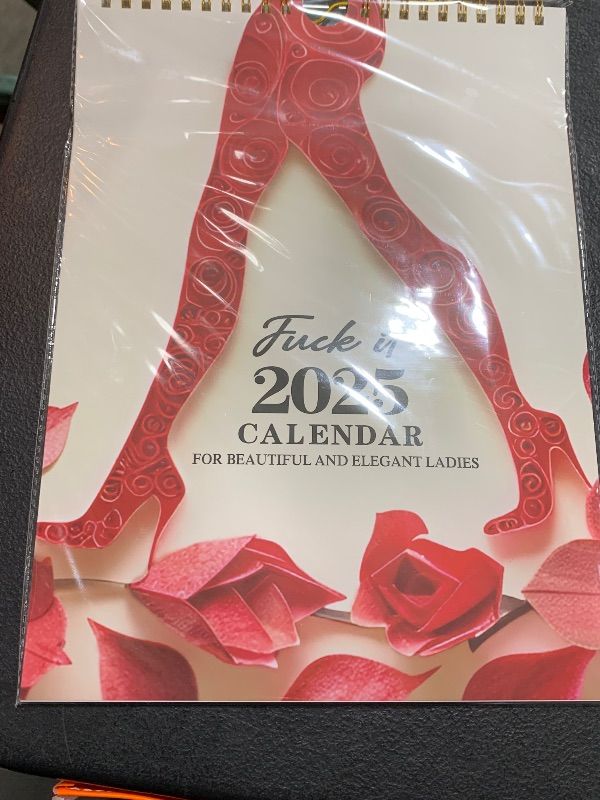 Fuck it
2025
CALENDAR
FOR BEAUTIFUL AND ELEGANT LADIES